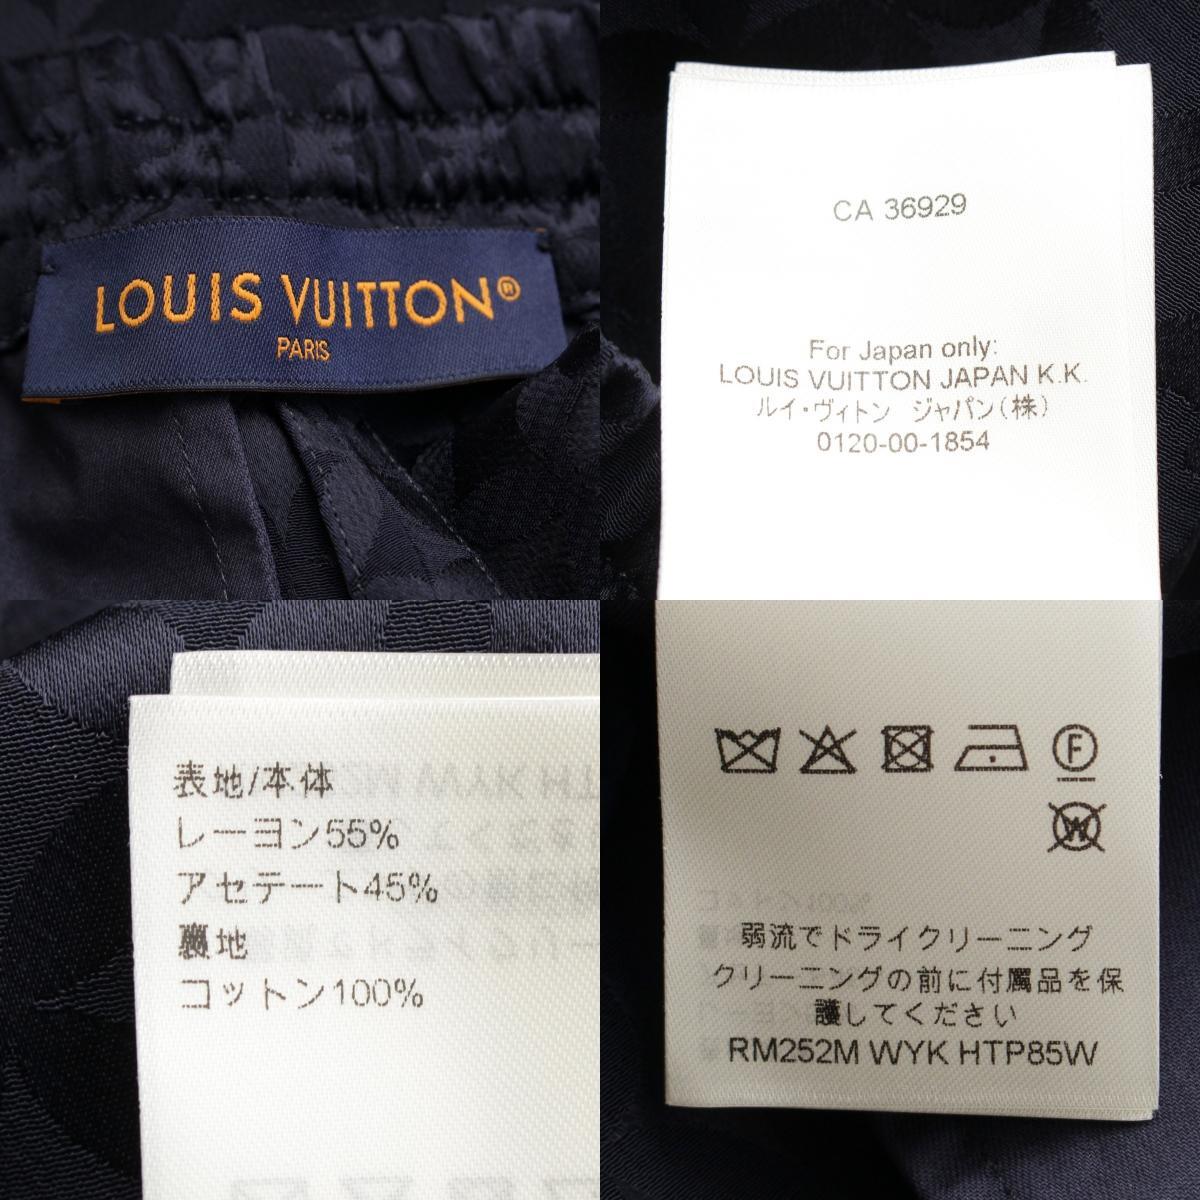 LOUIS VUITTON®
PARIS
CA 36929
For Japan only:
LOUIS VUITTON JAPAN K.K.
ルイ・ヴィトン ジャパン(株)
0120-00-1854
表地/本体
レーヨン55%
アセテート45%
裏地
コットン100%
F
W
弱流でドライクリーニング
クリーニングの前に付属品を保
護してください
RM252M WYK HTP85W